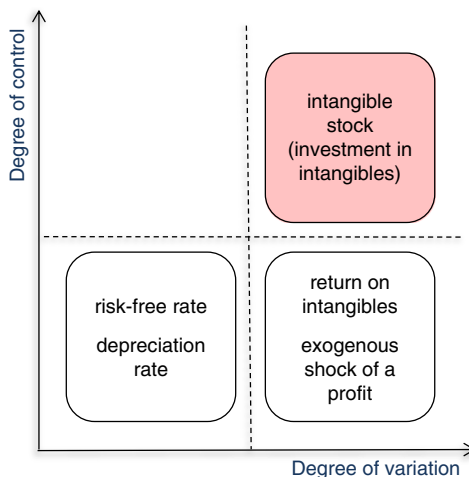 Degree of control
intangible
stock
(investment in
intangibles)
risk-free rate
depreciation
rate
return on
intangibles
exogenous
shock of a
profit
Degree of variation